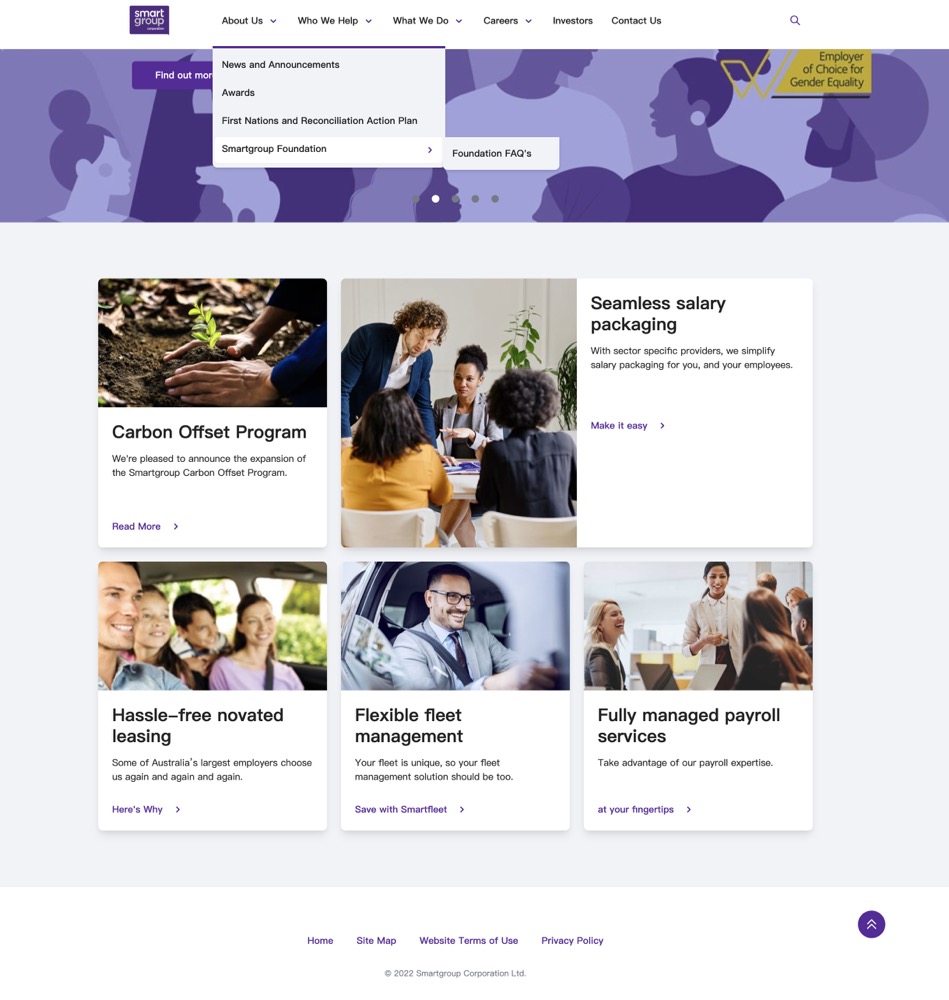 smart
group
corporation
About Us
Who We Help
What We Do
Careers
Investors
Contact Us
News and Announcements
Awards
First Nations and Reconciliation Action Plan
Smartgroup Foundation
Foundation FAQ's
Find out more
Employer
of Choice for
Gender Equality
Carbon Offset Program
We're pleased to announce the expansion of
the Smartgroup Carbon Offset Program.
Read More
Seamless salary
packaging
With sector specific providers, we simplify
salary packaging for you, and your employees.
Make it easy
Hassle-free novated
leasing
Some of Australia's largest employers choose
us again and again and again.
Here's Why
Flexible fleet
management
Your fleet is unique, so your fleet
management solution should be too.
Save with Smartfleet
Fully managed payroll
services
Take advantage of our payroll expertise.
at your fingertips
Home
Site Map
Website Terms of Use
Privacy Policy
© 2022 Smartgroup Corporation Ltd.